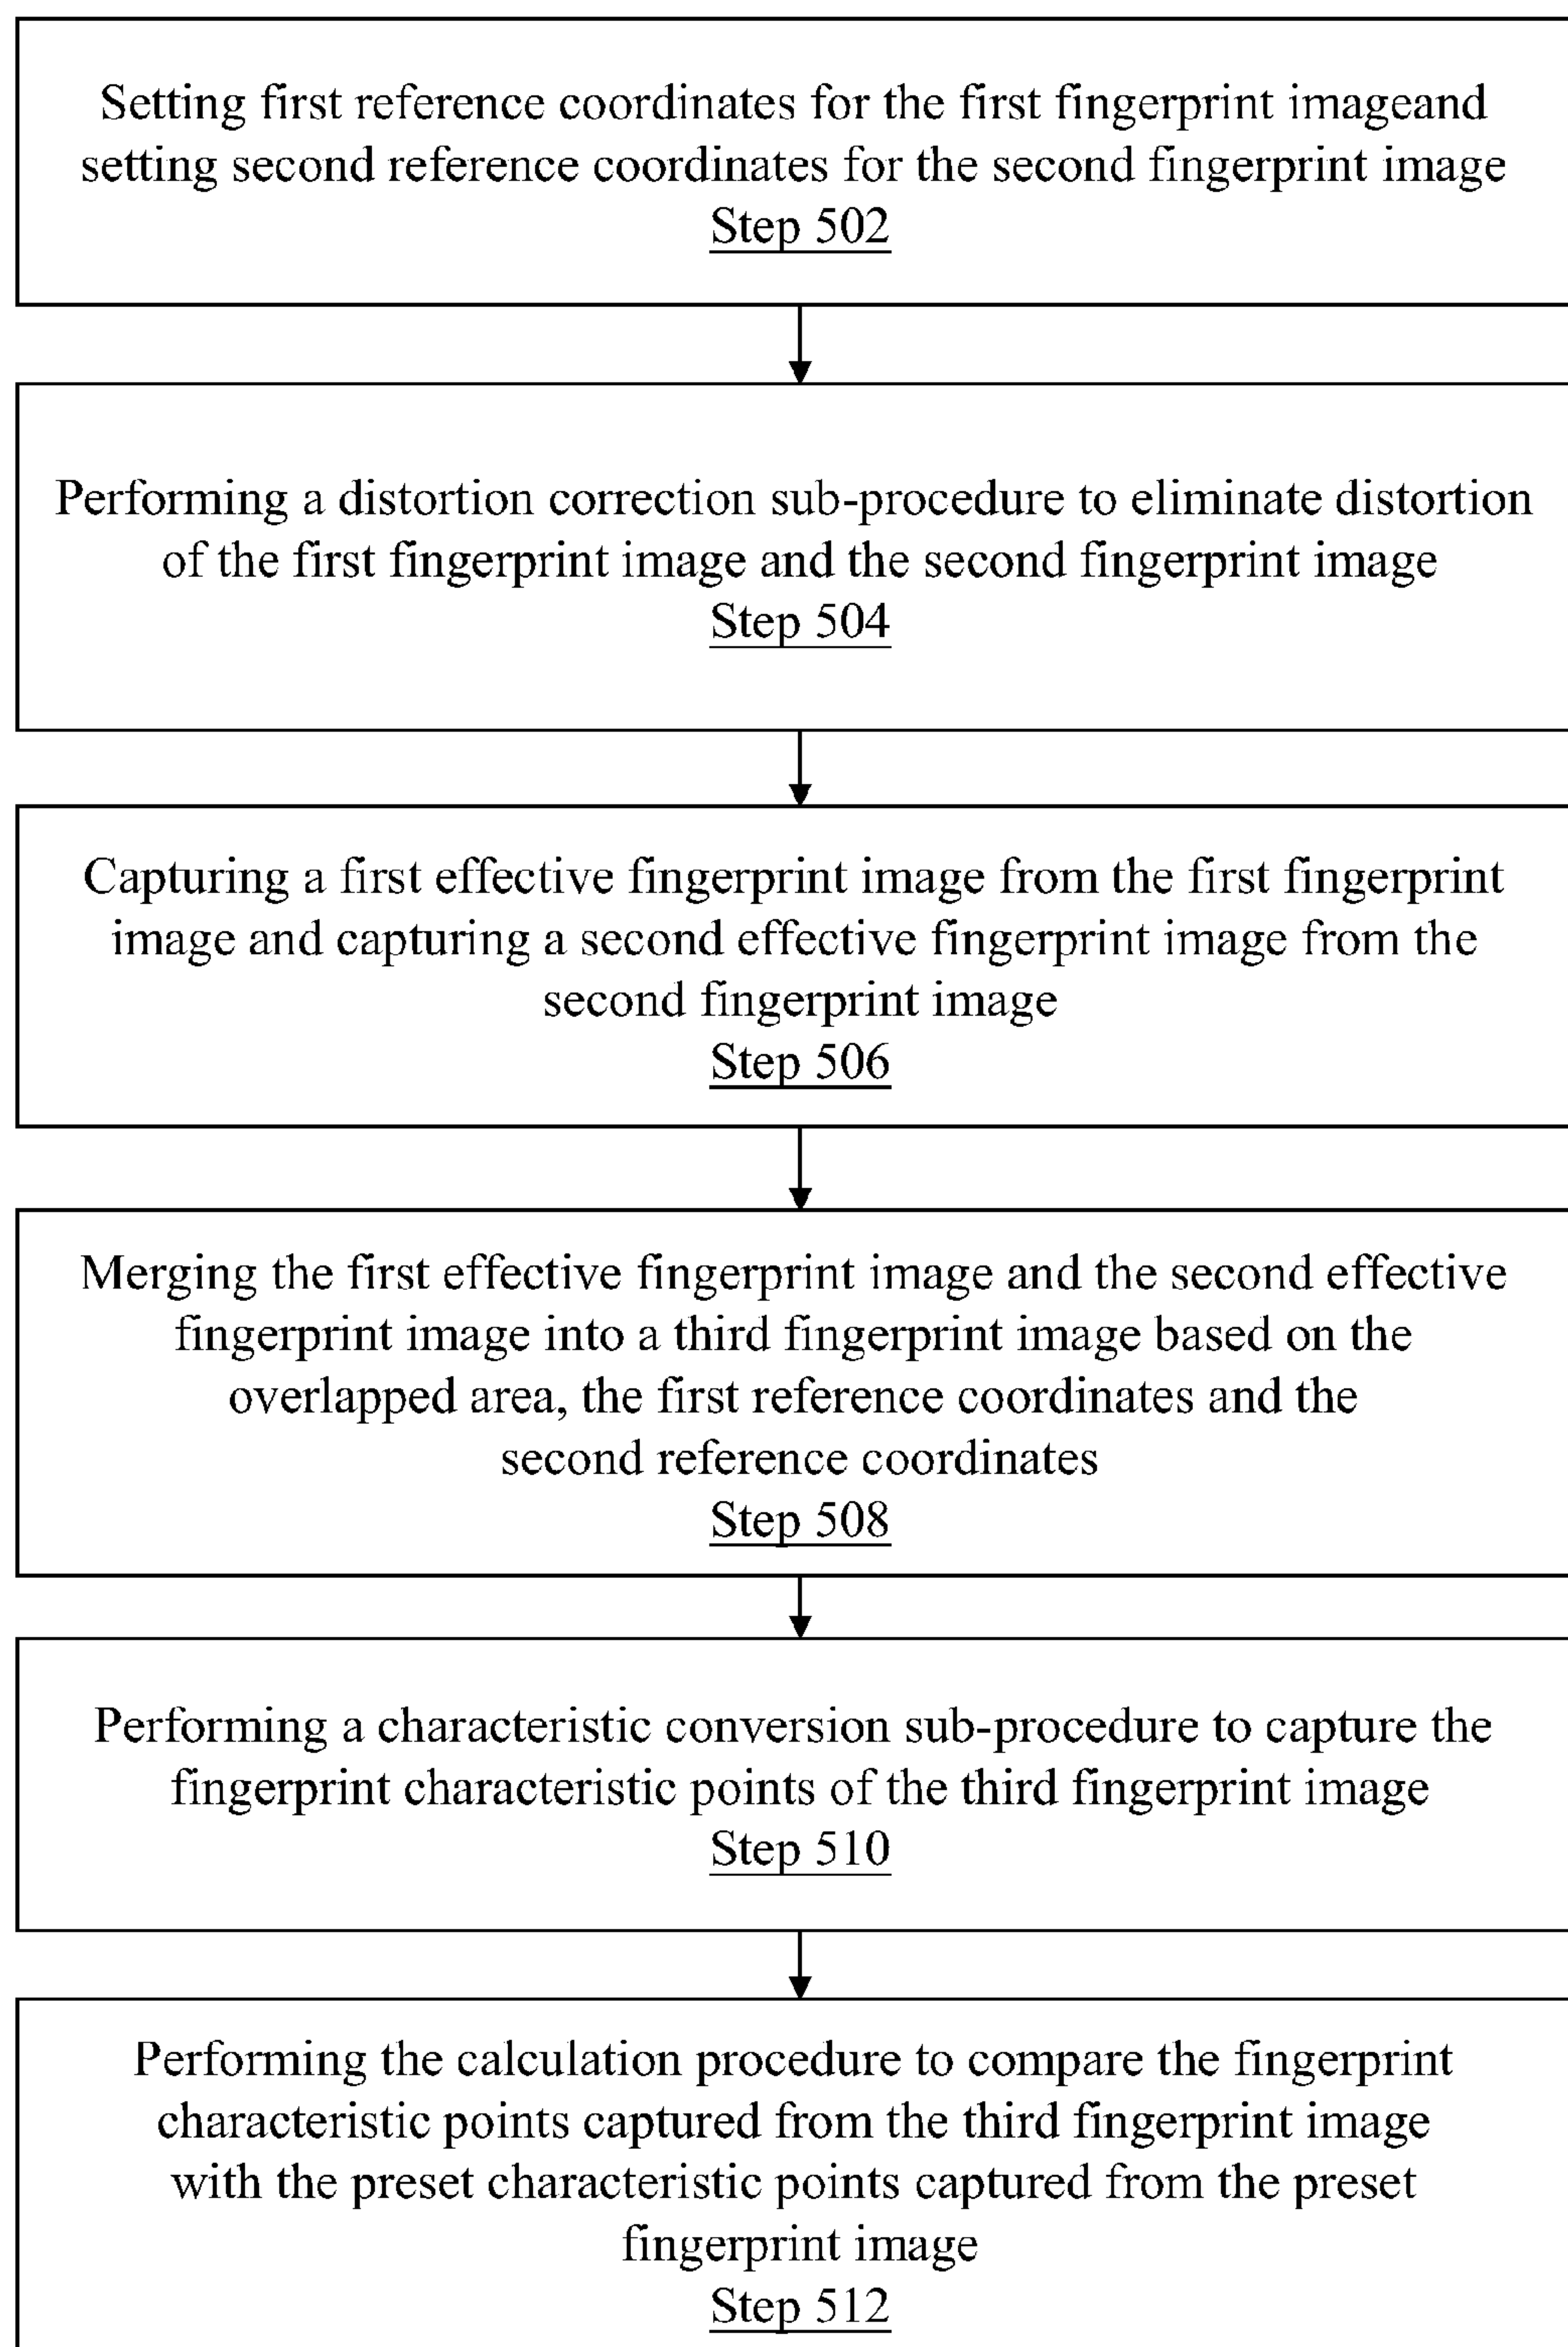 Setting first reference coordinates for the first fingerprint imageand
setting second reference coordinates for the second fingerprint image
Step 502
Performing a distortion correction sub-procedure to eliminate distortion
of the first fingerprint image and the second fingerprint image
Step 504
Capturing a first effective fingerprint image from the first fingerprint
image and capturing a second effective fingerprint image from the
second fingerprint image
Step 506
Merging the first effective fingerprint image and the second effective
fingerprint image into a third fingerprint image based on the
overlapped area, the first reference coordinates and the
second reference coordinates
Step 508
Performing a characteristic conversion sub-procedure to capture the
fingerprint characteristic points of the third fingerprint image
Step 510
Performing the calculation procedure to compare the fingerprint
characteristic points captured from the third fingerprint image
with the preset characteristic points captured from the preset
fingerprint image
Step 512